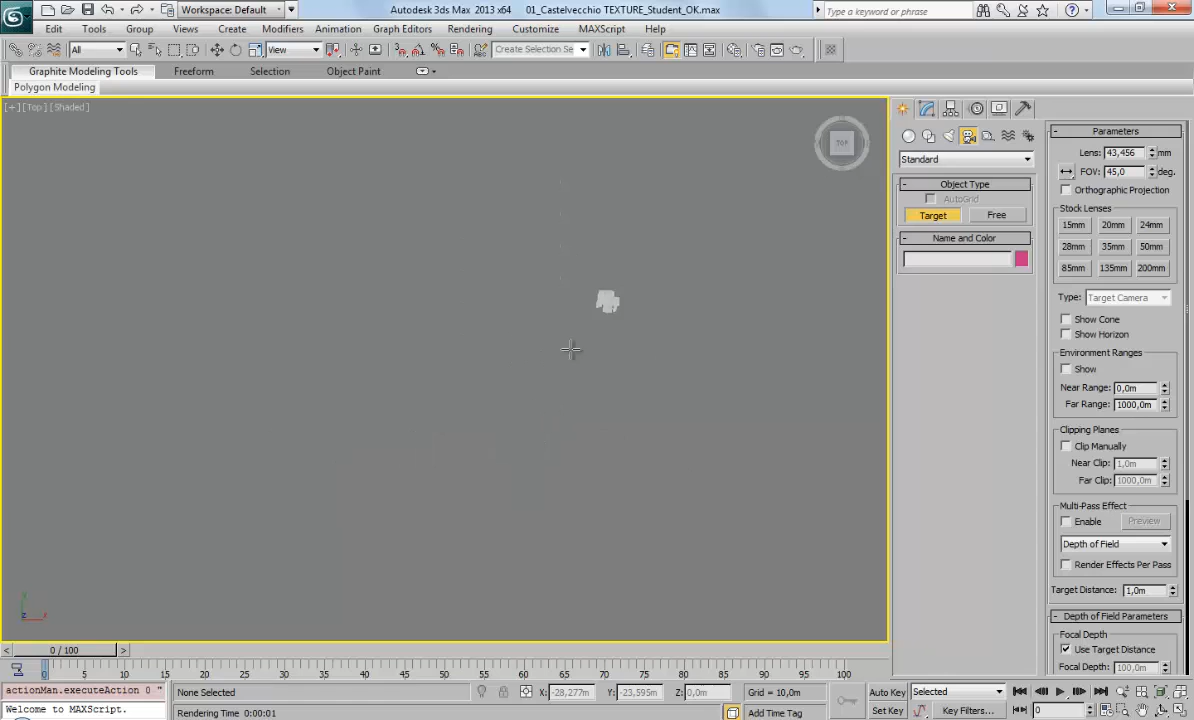 Workspace: Default
Autodesk 3ds Max  2013 x64    01_Castelvecchio TEXTURE_Student_OK.max
Type a keyword or phrase
Edit Tools Group Views Create Modifiers Animation Graph Editors Rendering Customize MAXScript Help
All View Create Selection Se
Graphite Modeling Tools Freeform Selection Object Paint
Polygon Modeling
[+][Top][Shaded]
TOP
Standard
Object Type
AutoGrid
Target Free
Name and Color
Parameters
Lens: 43,456 mm
FOV: 45,0 deg.
Orthographic Projection
Stock Lenses
15mm 20mm 24mm
28mm 35mm 50mm
85mm 135mm 200mm
Type: Target Camera
Show Cone
Show Horizon
Environment Ranges
Show
Near Range: 0,0m
Far Range: 1000,0m
Clipping Planes
Clip Manually
Near Clip: 1,0m
Far Clip: 1000,0m
Multi-Pass Effect
Enable Preview
Depth of Field
Render Effects Per Pass
Target Distance: 1,0m
Depth of Field Parameters
Focal Depth
Use Target Distance
Focal Depth: 100,0m
0 / 100
0 5 10 15 20 25 30 35 40 45 50 55 60 65 70 75 80 85 90 95 100
actionMan.executeAction 0 "
Welcome to MAXScript.
None Selected
X: -28,277m Y: -23,595m Z: 0,0m Grid = 10,0m
Rendering Time 0:00:01
Add Time Tag
Auto Key Selected
Set Key Key Filters...
0